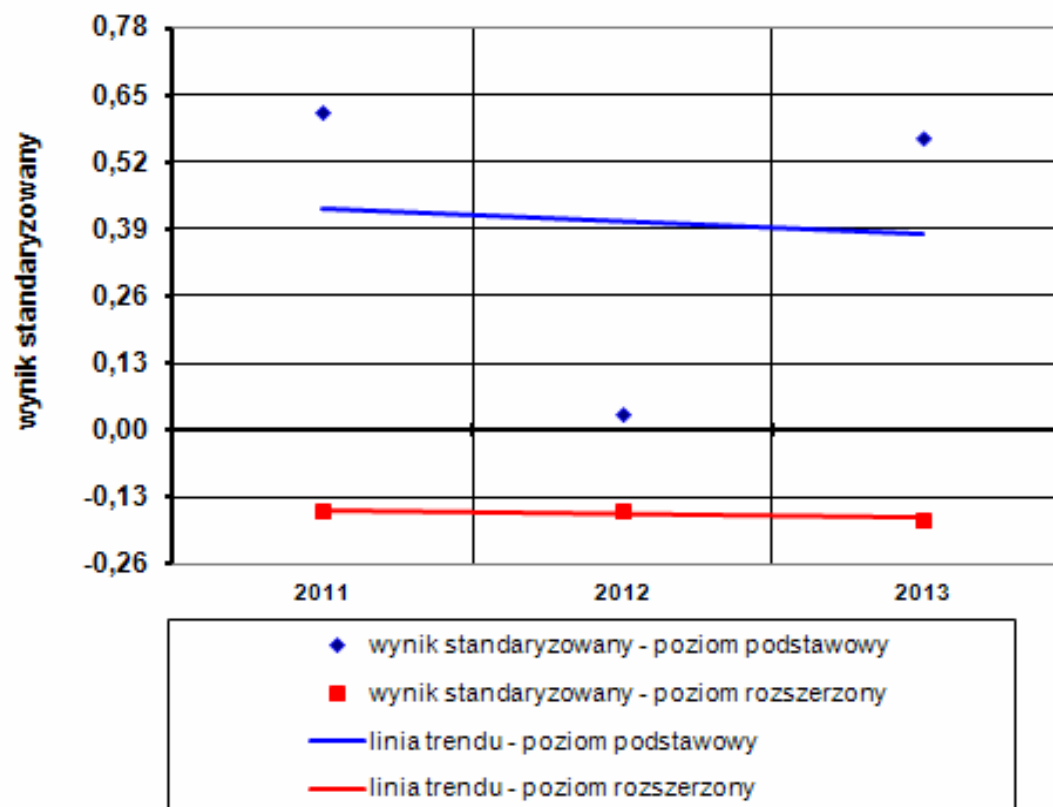 0,78
0,65
0,52
0,39
0,26
0,13
0,00
-0,13
-0,26
wynik standaryzowany
2011 2012 2013
wynik standaryzowany - poziom podstawowy
wynik standaryzowany - poziom rozszerzony
linia trendu - poziom podstawowy
linia trendu - poziom rozszerzony